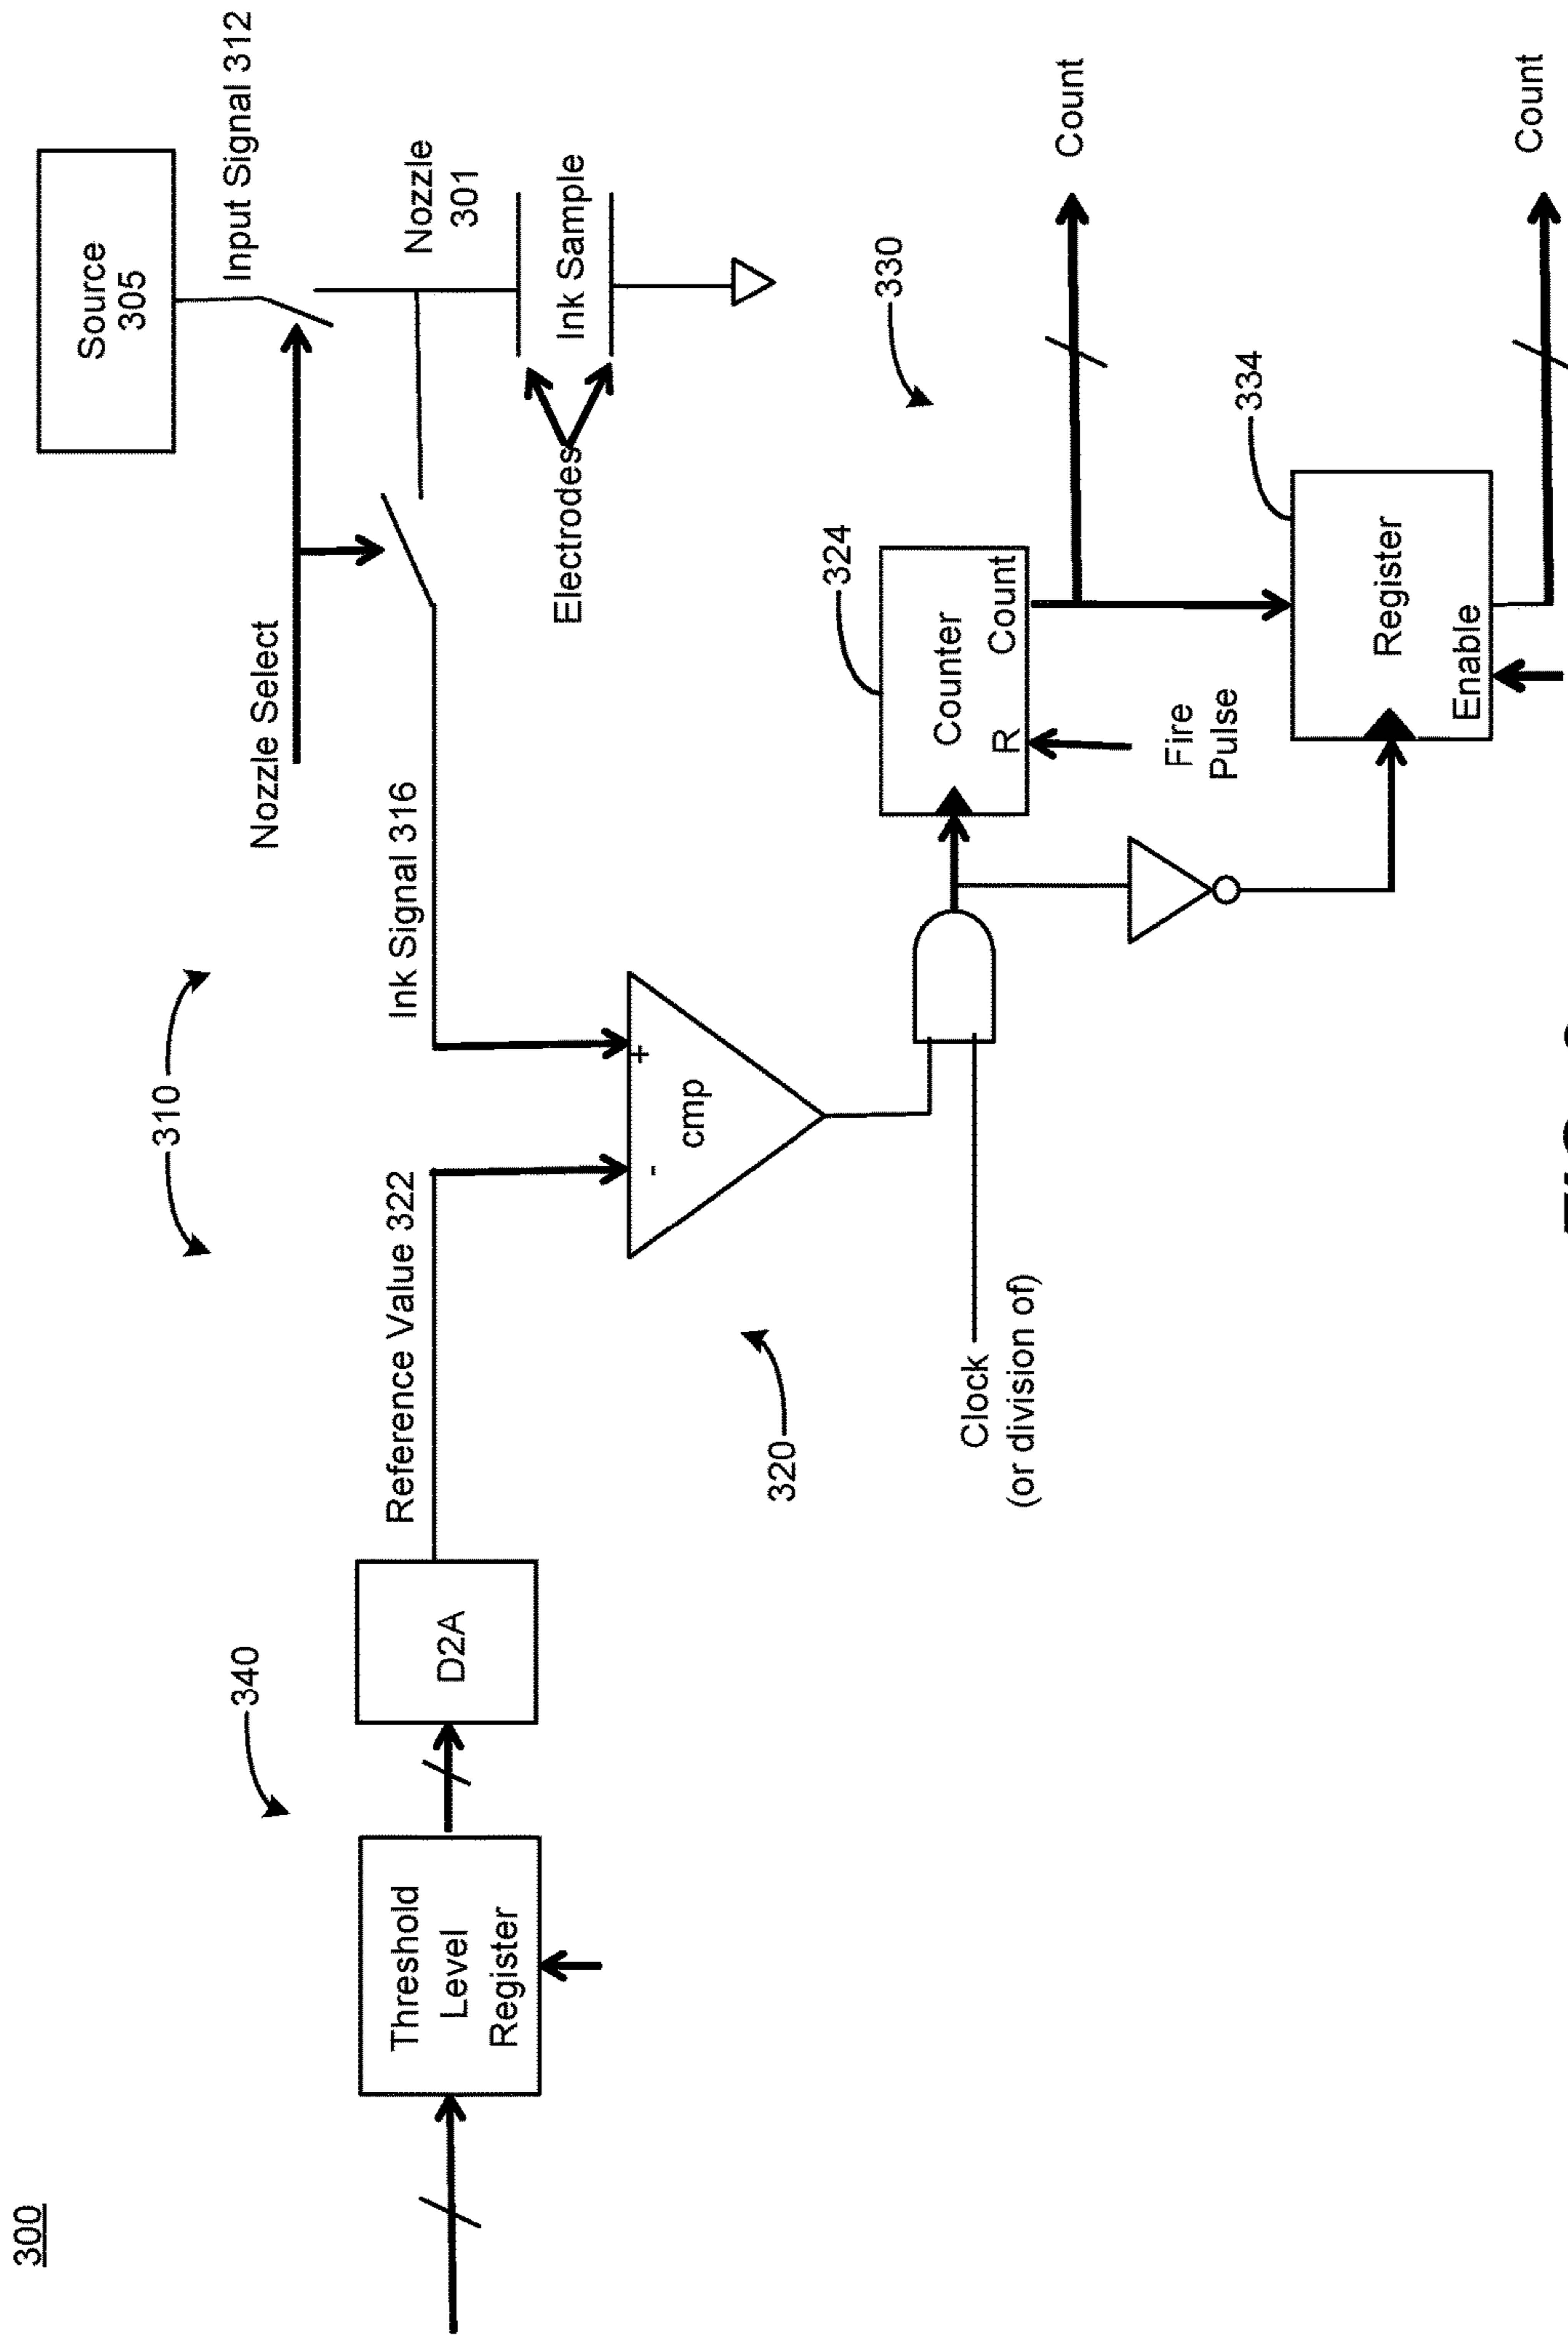 300
Source
305
Input Signal 312
Nozzle Select
Nozzle
301
Ink Sample
Electrodes
310
Ink Signal 316
Reference Value 322
340
Threshold
Level
Register
D2A
-
+
cmp
320
Clock
(or division of)
330
324
Counter
R
Count
Count
Fire
Pulse
334
Register
Enable
Count